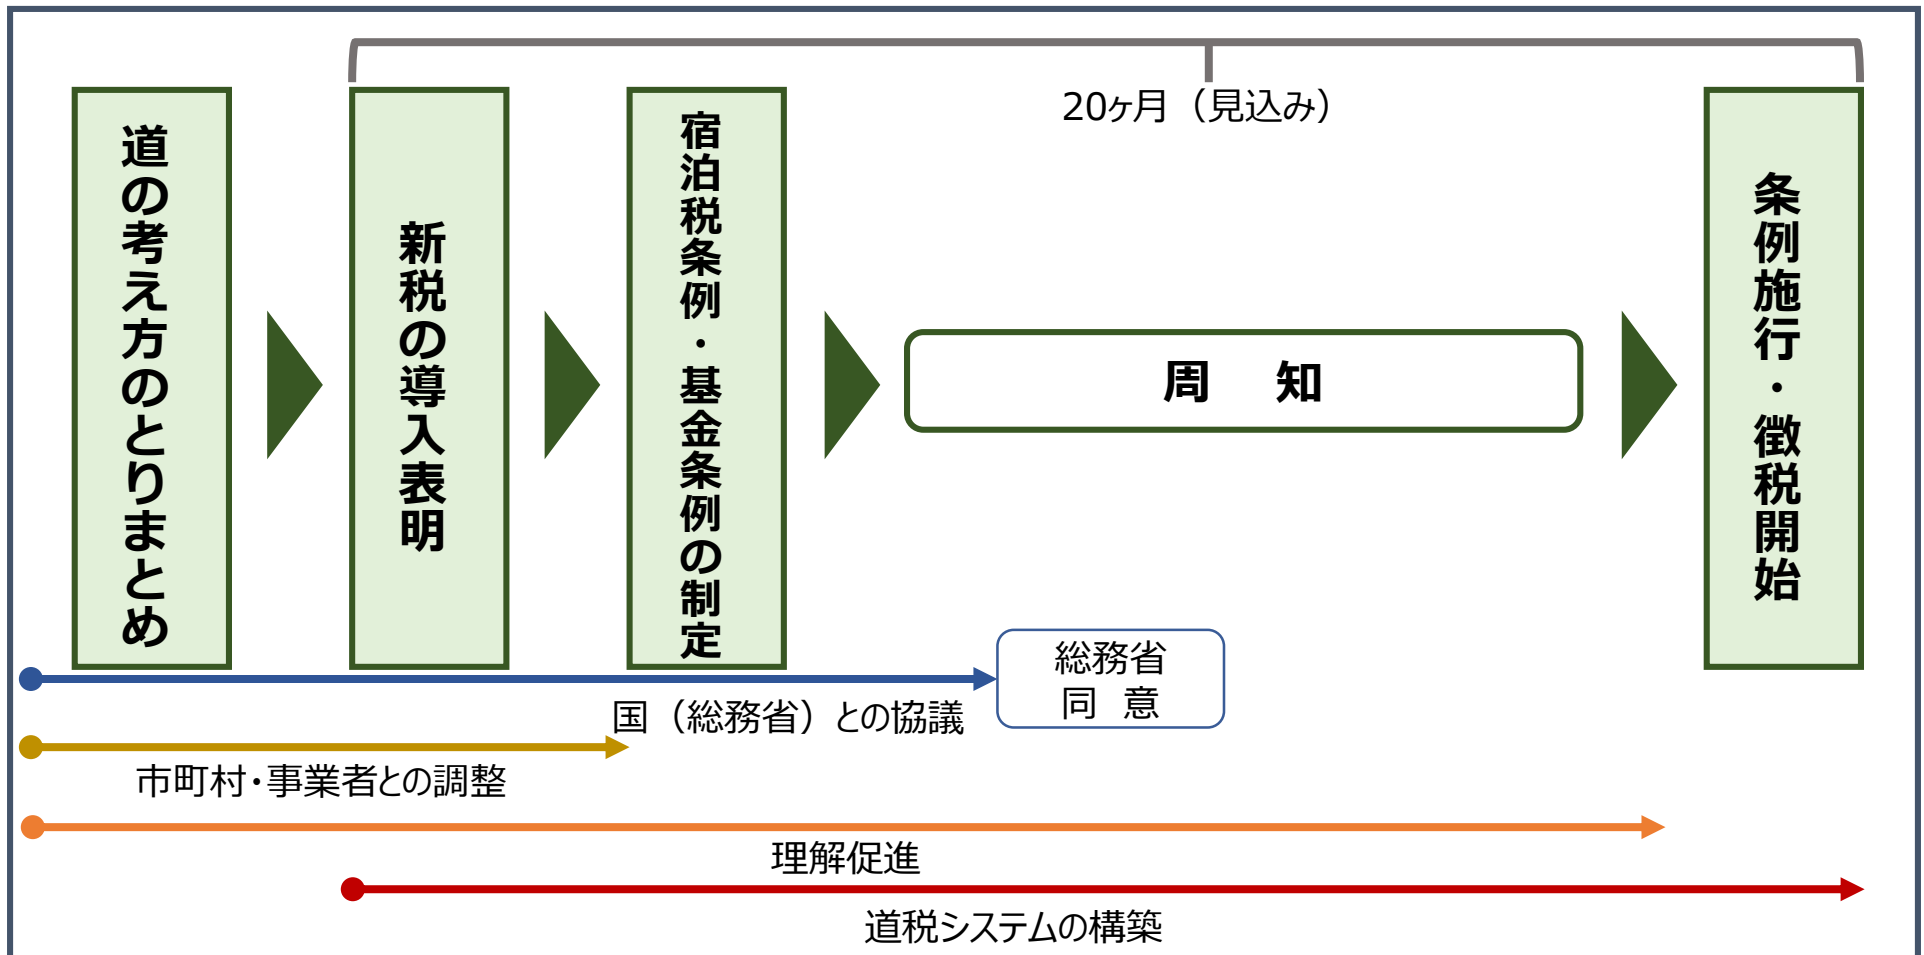 20ヶ月（見込み）
道の考え方のとりまとめ
新税の導入表明
宿泊税条例・基金条例の制定
周　知
条例施行・徴税開始
総務省
同　意
国（総務省）との協議
市町村・事業者との調整
理解促進
道税システムの構築